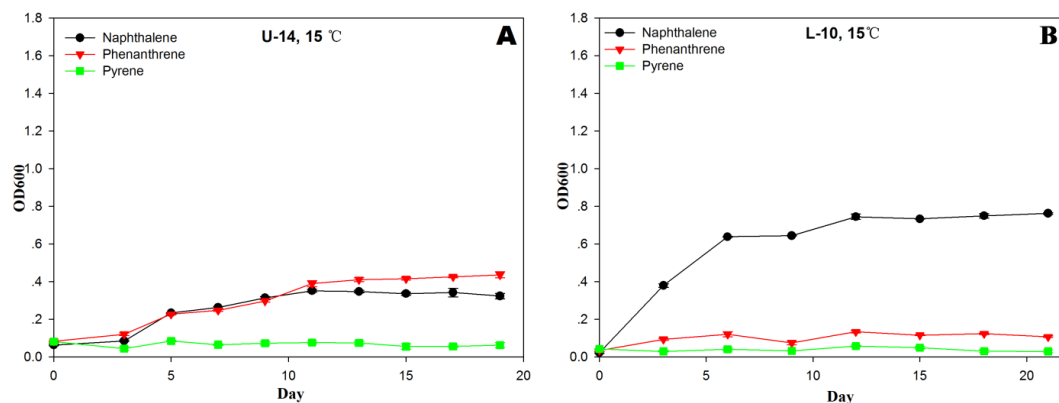 U-14, 15 ℃
A
Naphthalene
Phenanthrene
Pyrene
1.8
1.6
1.4
1.2
1.0
.8
.6
.4
.2
0.0
OD600
0
5
10
15
20
Day
L-10, 15℃
B
Naphthalene
Phenanthrene
Pyrene
1.8
1.6
1.4
1.2
1.0
.8
.6
.4
.2
0.0
OD600
0
5
10
15
20
Day